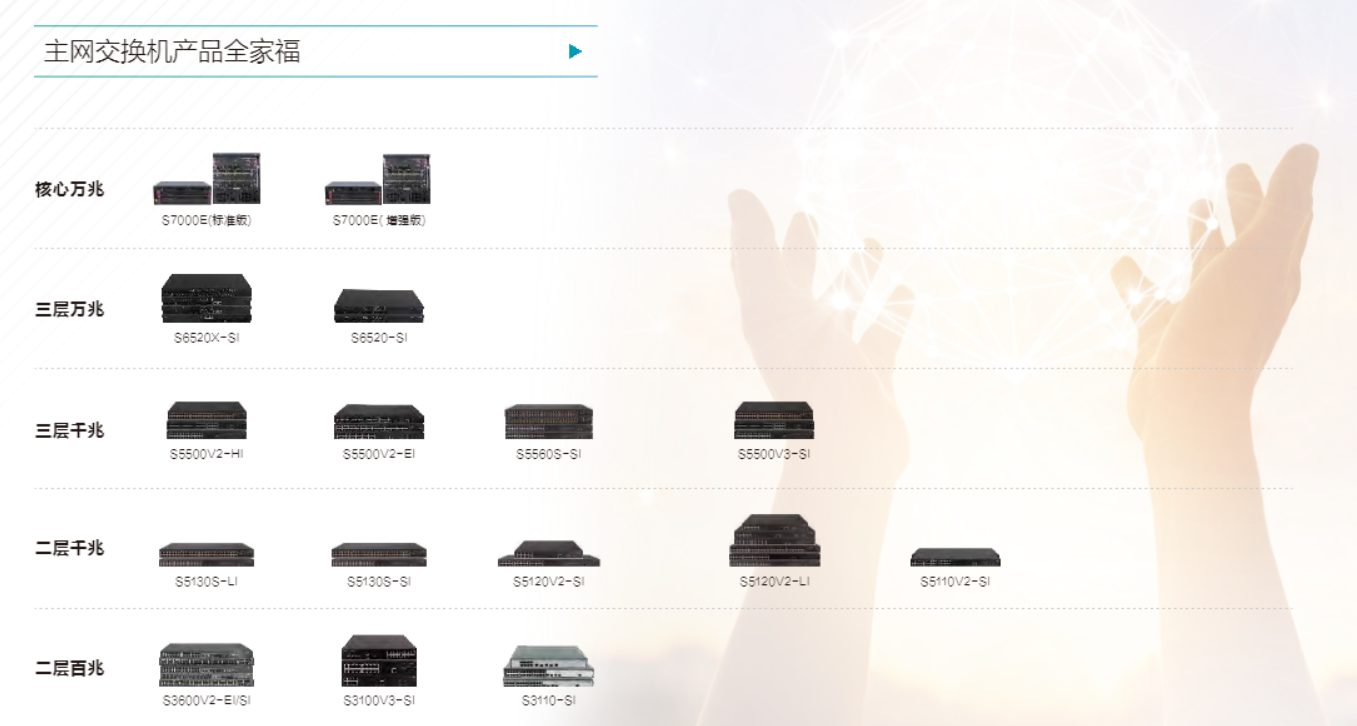 主网交换机产品全家福
核心万兆
S7000E(标准版)
S7000E( 增强版)
三层万兆
S6520X-SI
S6520-SI
三层千兆
S5500V2-HI
S5500V2-EI
S5560S-SI
S5500V3-SI
二层千兆
S5130S-LI
S5130S-SI
S5120V2-SI
S5120V2-LI
S5110V2-SI
二层百兆
S3600V2-EI/SI
S3100V3-SI
S3110-SI